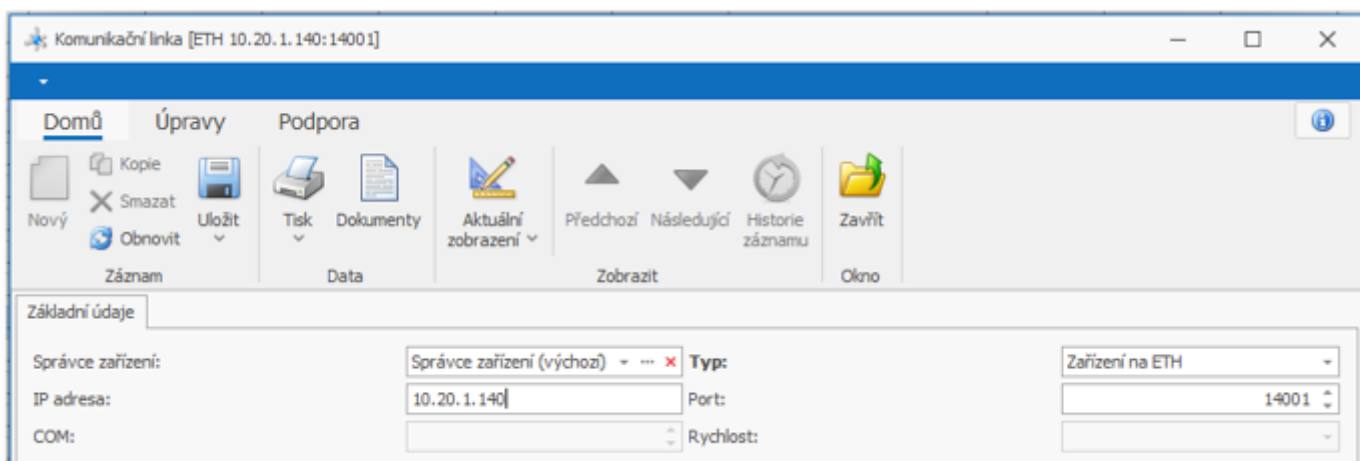 Komunikační linka [ETH 10.20.1.140:14001]
Domů Úpravy Podpora
Nový
Kopie
Smazat
Obnovit
Uložit
Záznam
Tisk
Dokumenty
Data
Aktuální
zobrazení
Předchozí
Následující
Historie
záznamu
Zobrazit
Zavřít
Okno
Základní údaje
Správce zařízení: Správce zařízení (výchozí) Typ: Zařízení na ETH
IP adresa: 10.20.1.140 Port: 14001
COM: Rychlost: